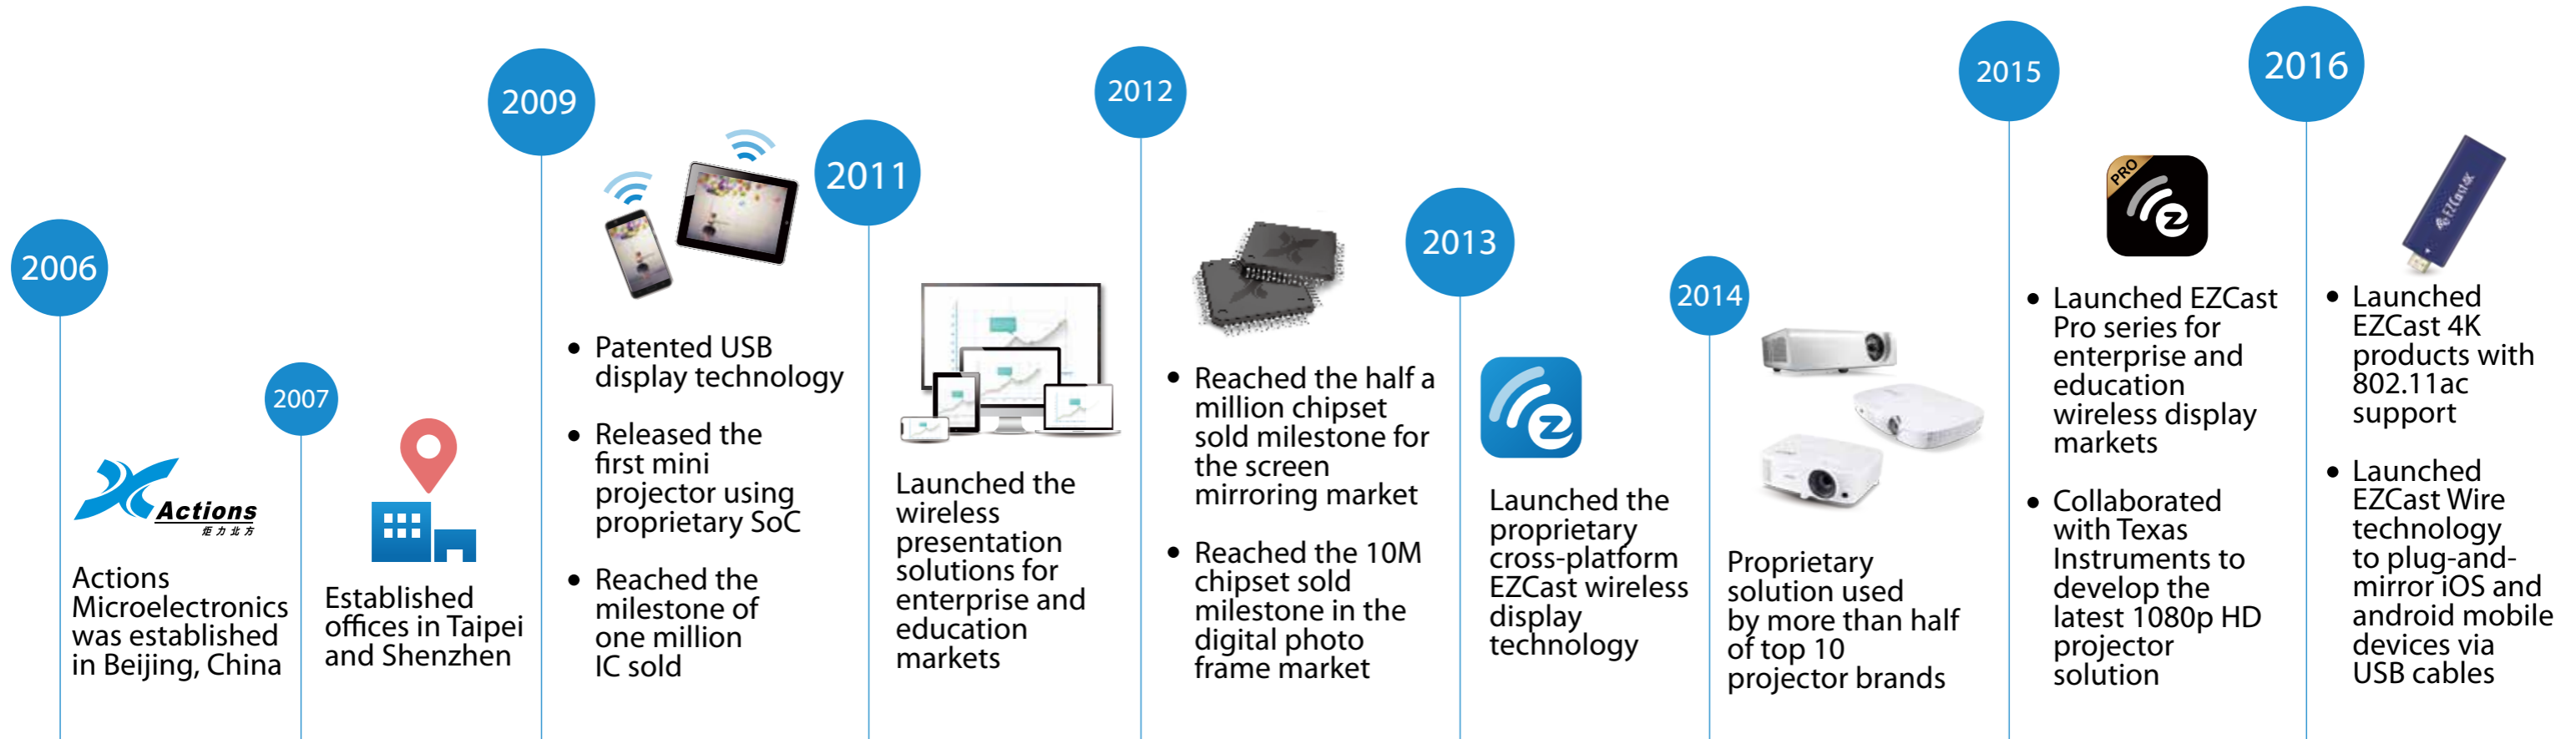 2006
Actions
炬力北方
Actions
Microelectronics
was established
in Beijing, China
2007
Established
offices in Taipei
and Shenzhen
2009
• Patented USB
display technology
• Released the
first mini
projector using
proprietary SoC
• Reached the
milestone of
one million
IC sold
2011
Launched the
wireless
presentation
solutions for
enterprise and
education
markets
2012
• Reached the half a
million chipset
sold milestone for
the screen
mirroring market
• Reached the 10M
chipset sold
milestone in the
digital photo
frame market
2013
Launched the
proprietary
cross-platform
EZCast wireless
display
technology
2014
Proprietary
solution used
by more than half
of top 10
projector brands
2015
PRO
• Launched EZCast
Pro series for
enterprise and
education
wireless display
markets
• Collaborated
with Texas
Instruments to
develop the
latest 1080p HD
projector
solution
2016
EZCast 4K
• Launched
EZCast 4K
products with
802.11ac
support
• Launched
EZCast Wire
technology
to plug-and-
mirror iOS and
android mobile
devices via
USB cables